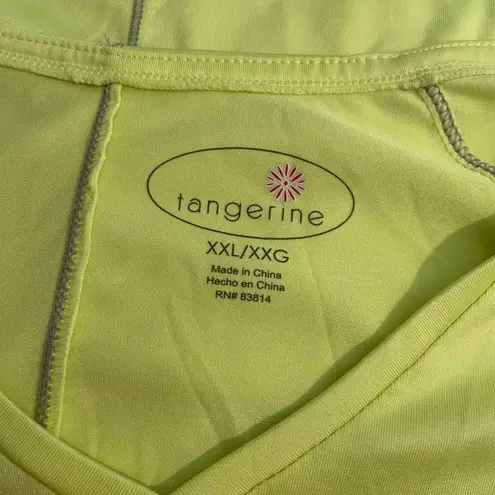 tangerine
XXL/XXG
Made in China
Hecho en China
RN# 83814